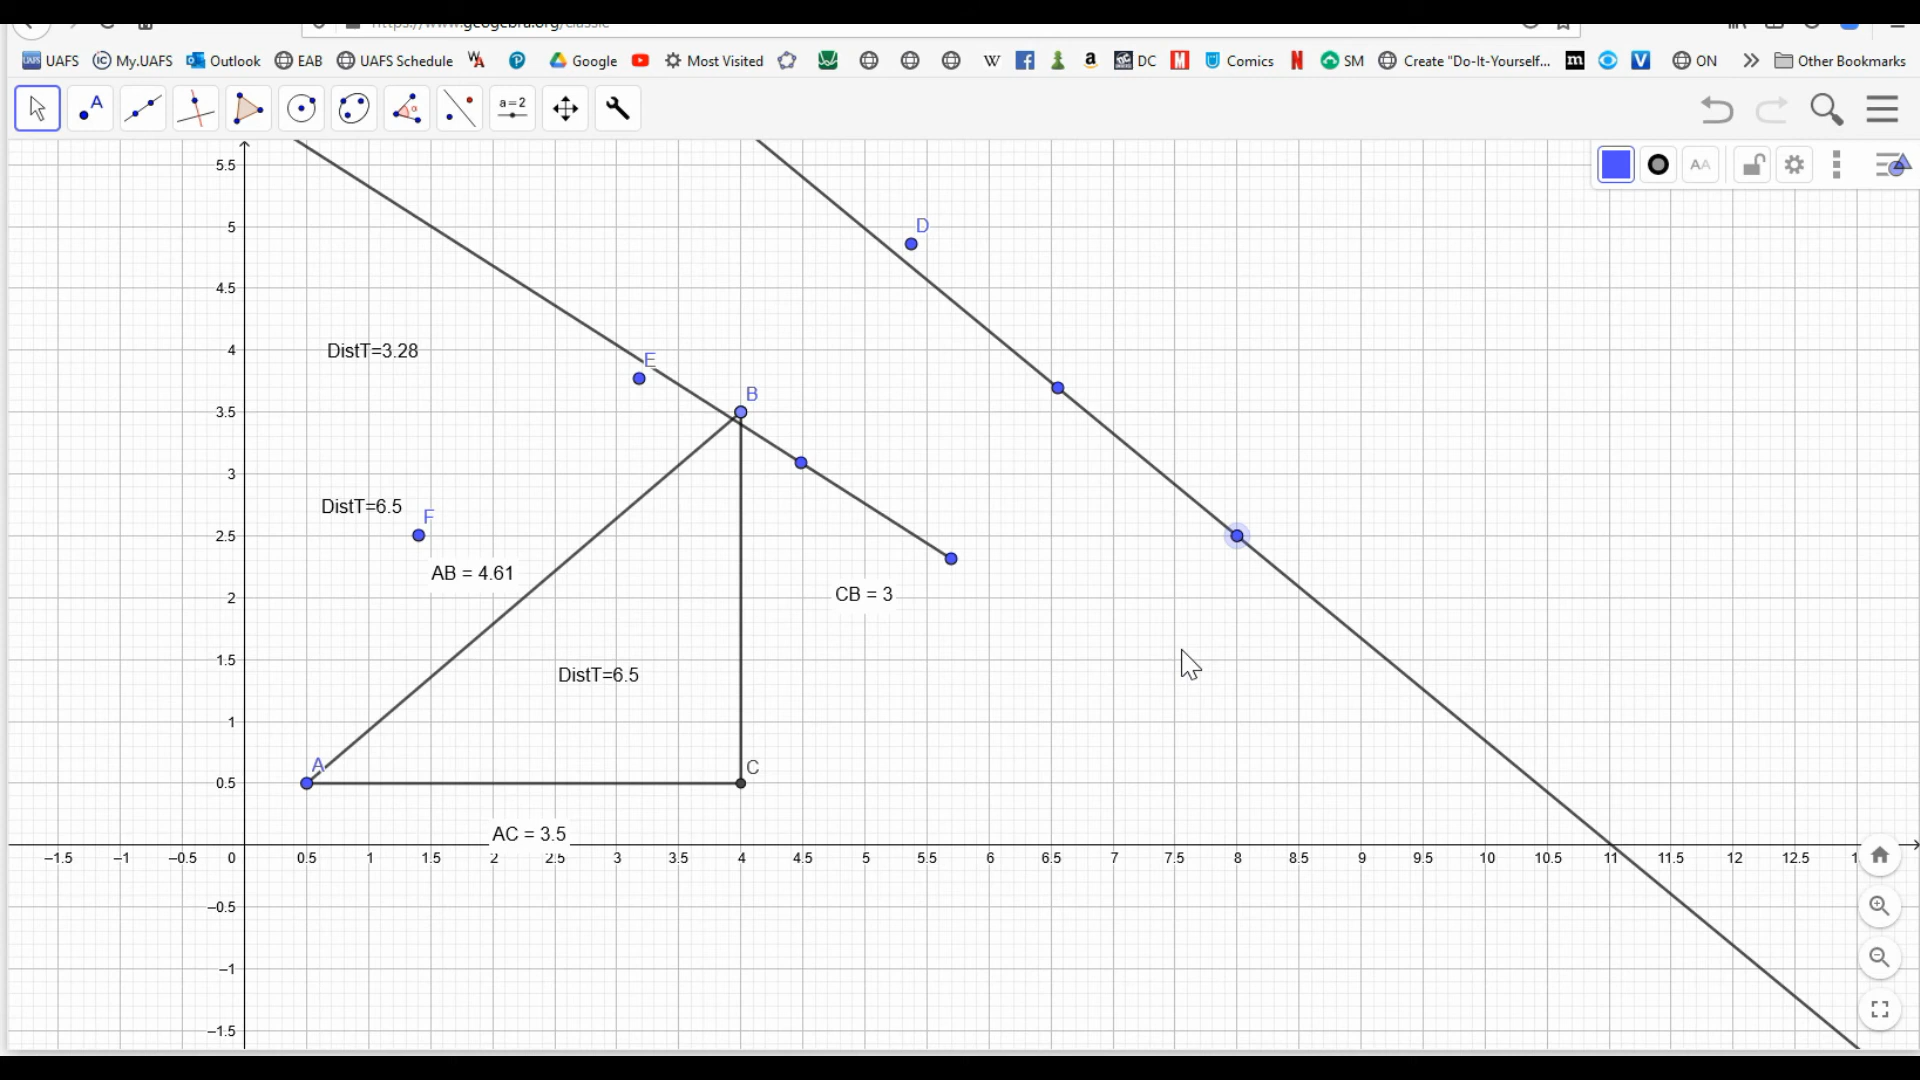 https://www.geogebra.org/classic
UAFS My.UAFS Outlook EAB UAFS Schedule Google Most Visited W DC Comics N SM Create "Do-It-Yourself... m V ON Other Bookmarks
A a=2
AA
5.5
D
5
4.5
DistT=3.28
4
E
B
3.5
3
DistT=6.5
F
2.5
AB = 4.61
CB = 3
2
1.5
DistT=6.5
1
A
C
0.5
AC = 3.5
−1.5 −1 −0.5 0 0.5 1 1.5 2 2.5 3 3.5 4 4.5 5 5.5 6 6.5 7 7.5 8 8.5 9 9.5 10 10.5 11 11.5 12 12.5
−0.5
−1
−1.5